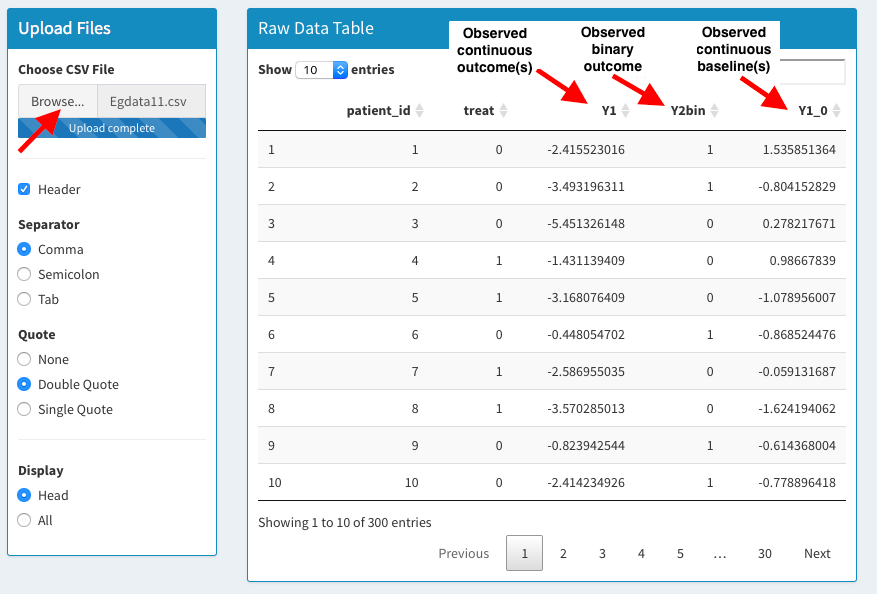 Upload Files
Choose CSV File
Browse... Egdata11.csv
Upload complete
Header
Separator
Comma
Semicolon
Tab
Quote
None
Double Quote
Single Quote
Display
Head
All
Raw Data Table
Observed
continuous
outcome(s)
Observed
binary
outcome
Observed
continuous
baseline(s)
Show 10 entries
patient_id treat Y1 Y2bin Y1_0
1 1 0 -2.415523016 1 1.535851364
2 2 0 -3.493196311 1 -0.804152829
3 3 0 -5.451326148 0 0.278217671
4 4 1 -1.431139409 0 0.98667839
5 5 1 -3.168076409 0 -1.078956007
6 6 0 -0.448054702 1 -0.868524476
7 7 1 -2.586955035 0 -0.059131687
8 8 1 -3.570285013 0 -1.624194062
9 9 0 -0.823942544 1 -0.614368004
10 10 0 -2.414234926 1 -0.778896418
Showing 1 to 10 of 300 entries
Previous 1 2 3 4 5 ... 30 Next